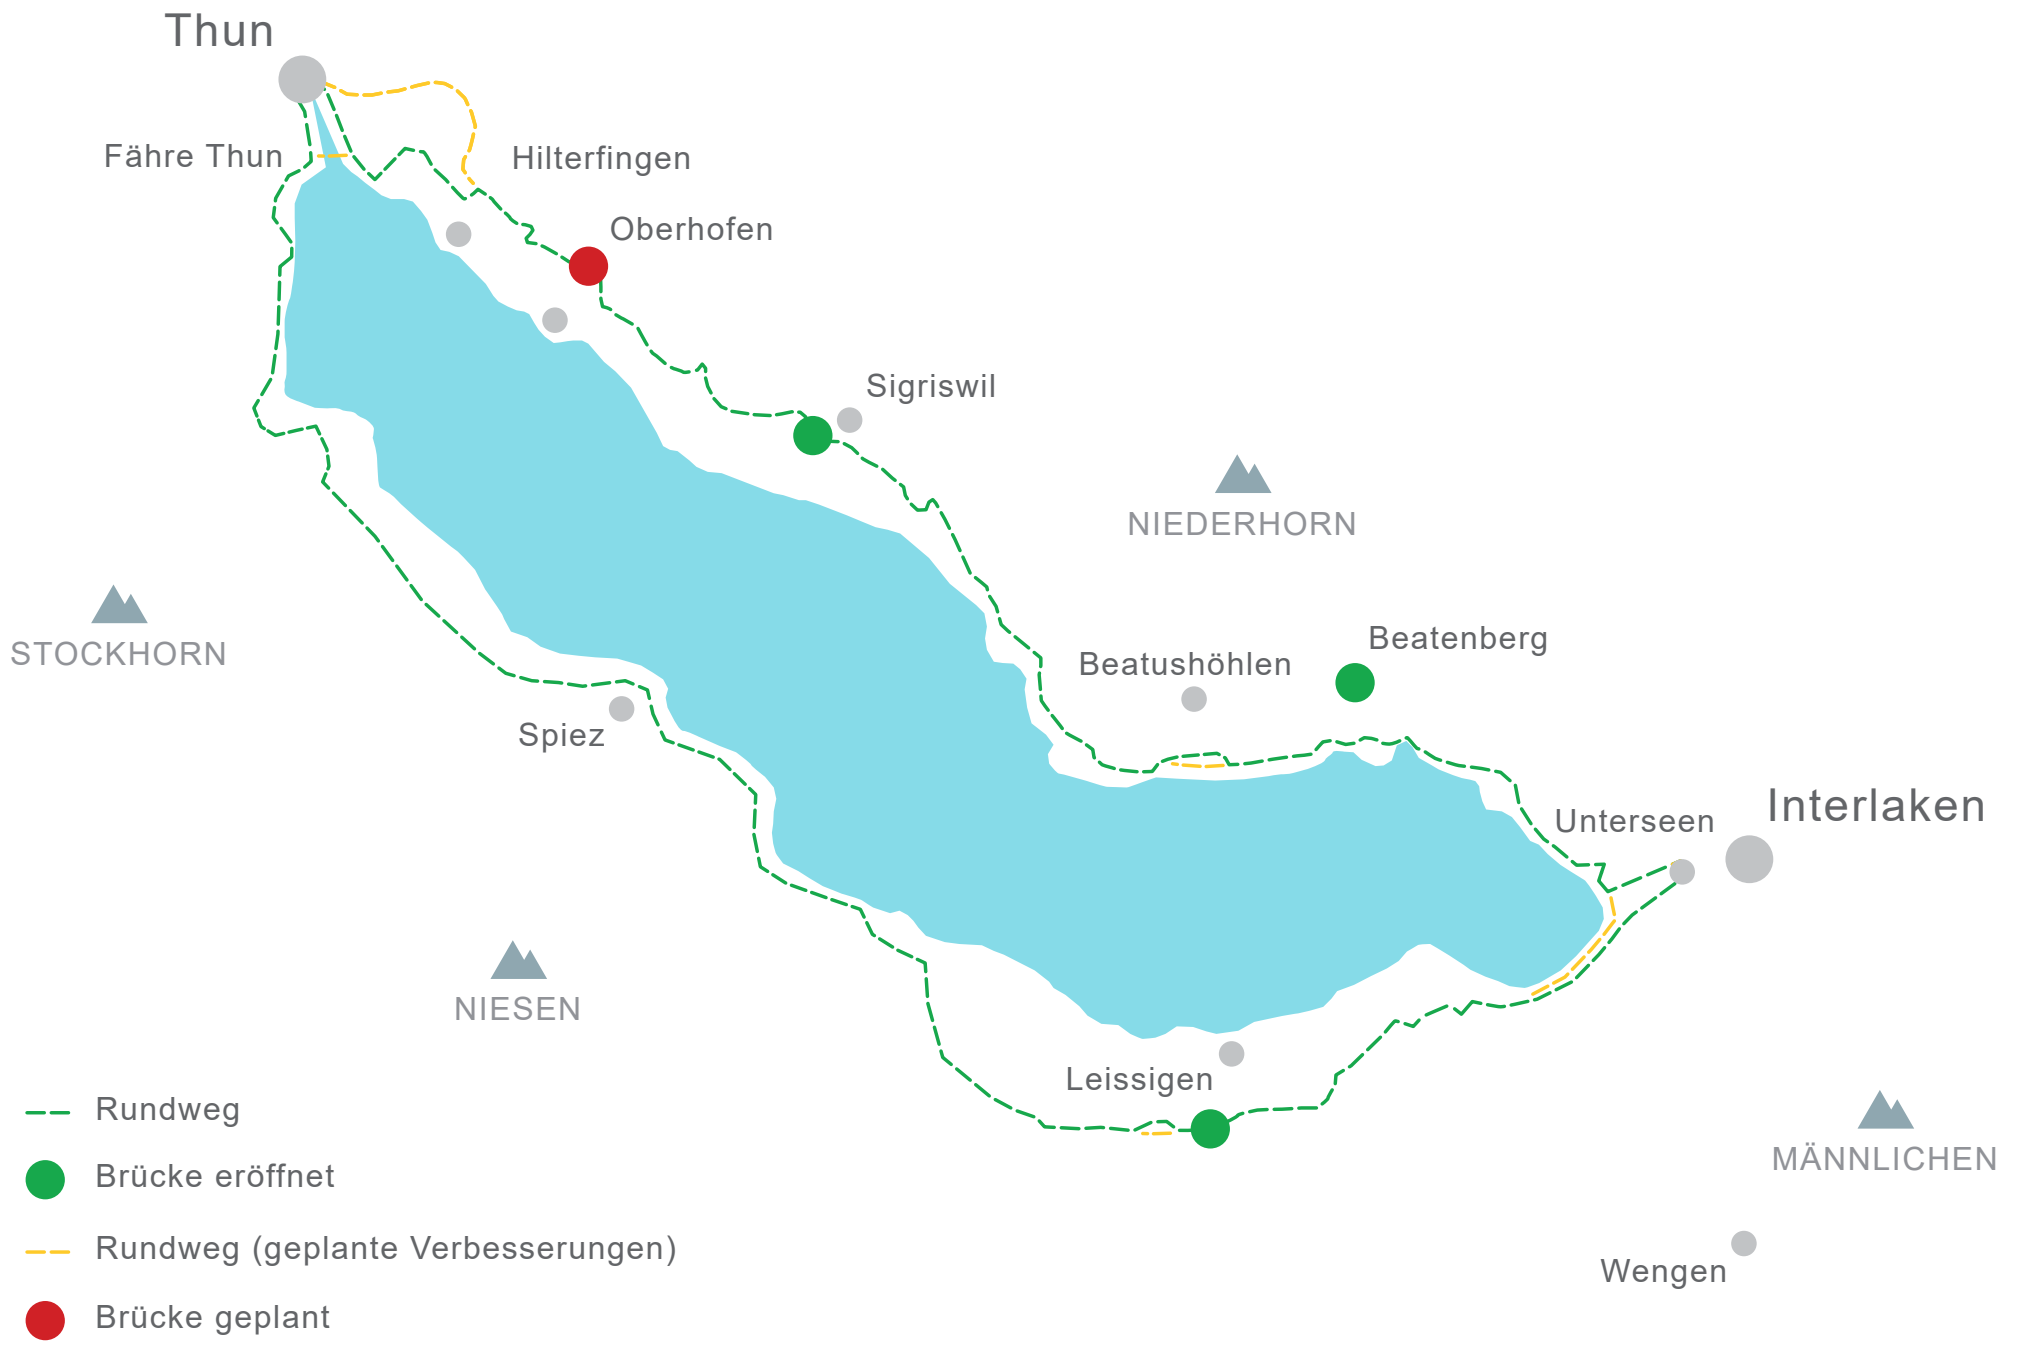 Thun
Fähre Thun
Hilterfingen
Oberhofen
Sigriswil
NIEDERHORN
STOCKHORN
Beatushöhlen
Beatenberg
Spiez
Unterseen
Interlaken
NIESEN
Leissigen
MÄNNLICHEN
Wengen
Rundweg
Brücke eröffnet
Rundweg (geplante Verbesserungen)
Brücke geplant